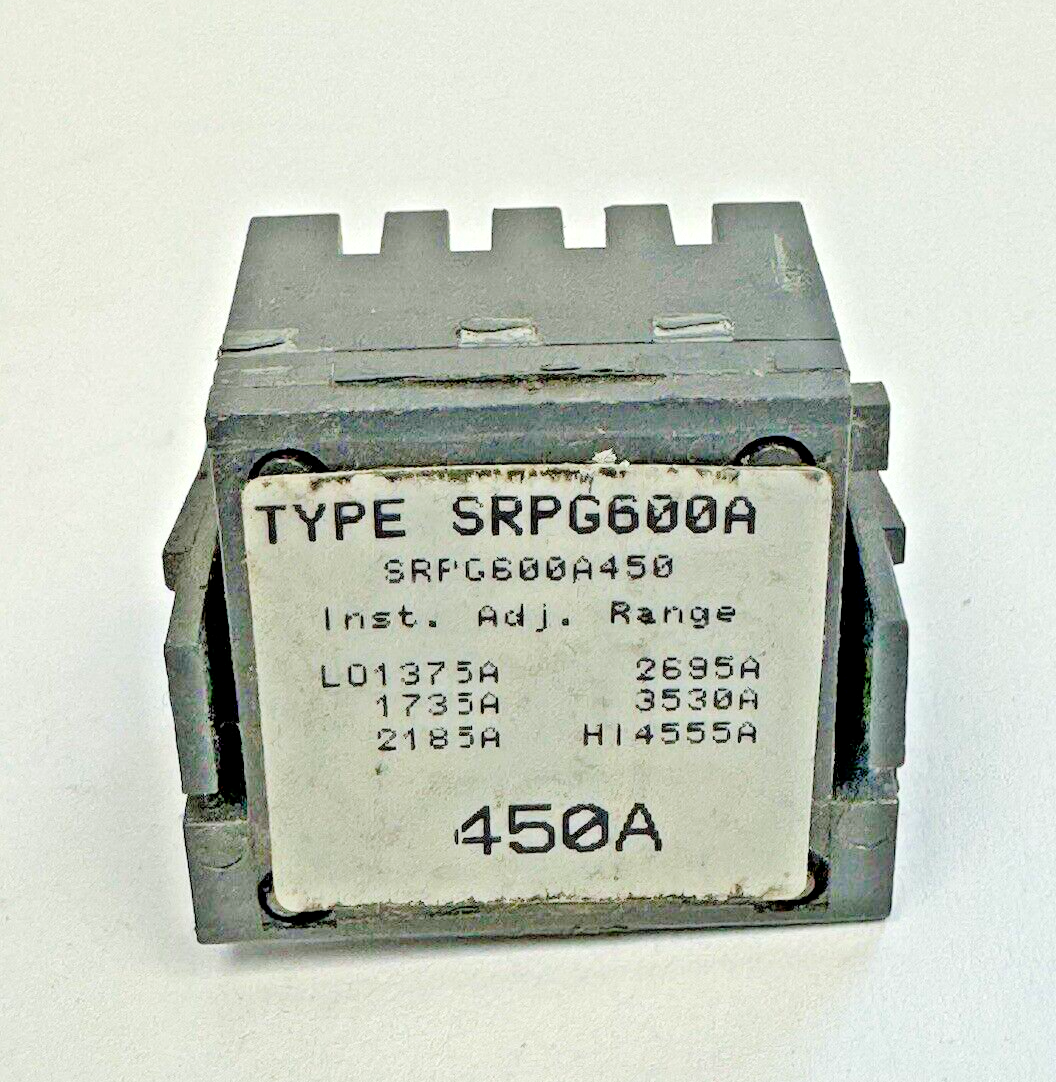 TYPE SRPG600A
SRPG600A450
Inst. Adj. Range
LO1375A 2695A
1735A 3530A
2185A HI4555A
450A